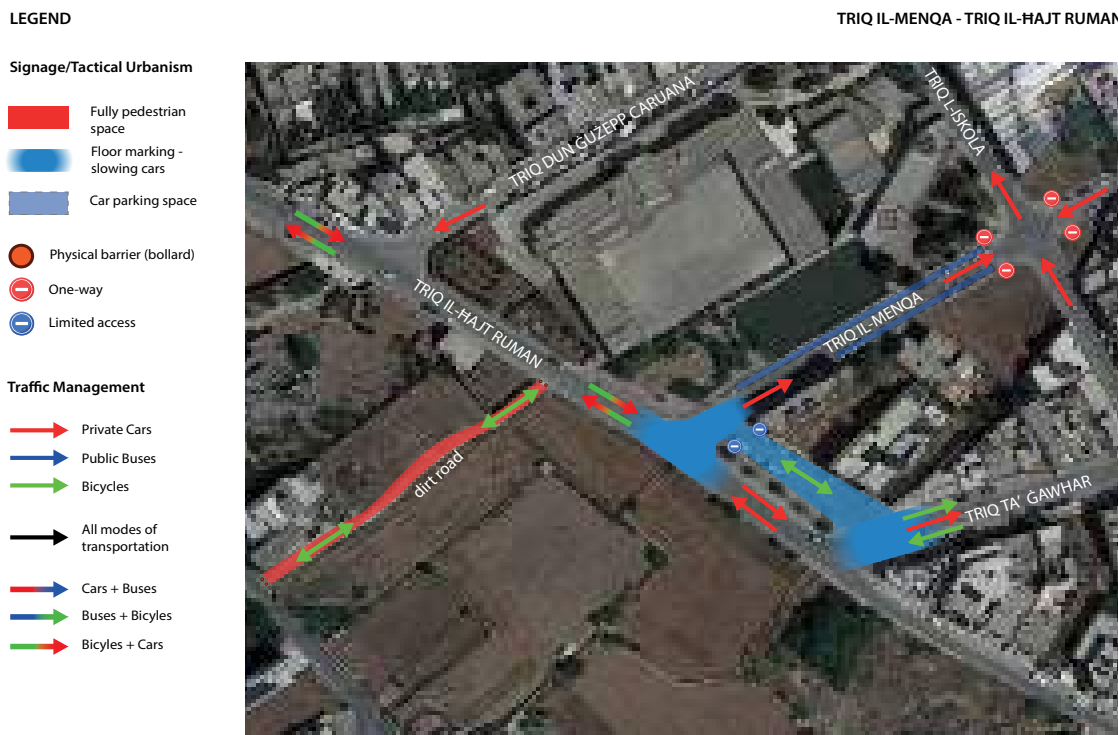 LEGEND
TRIQ IL-MENQA - TRIQ IL-ĦAJT RUMAN
Signage/Tactical Urbanism
Fully pedestrian
space
Floor marking -
slowing cars
Car parking space
Physical barrier (bollard)
One-way
Limited access
Traffic Management
Private Cars
Public Buses
Bicycles
All modes of
transportation
Cars + Buses
Buses + Bicyles
Bicyles + Cars
TRIQ DUN ĠUZEPP CARUANA
TRIQ L-ISKOLA
TRIQ IL-ĦAJT RUMAN
TRIQ IL-MENQA
dirt road
TRIQ TA' ĠAWHAR